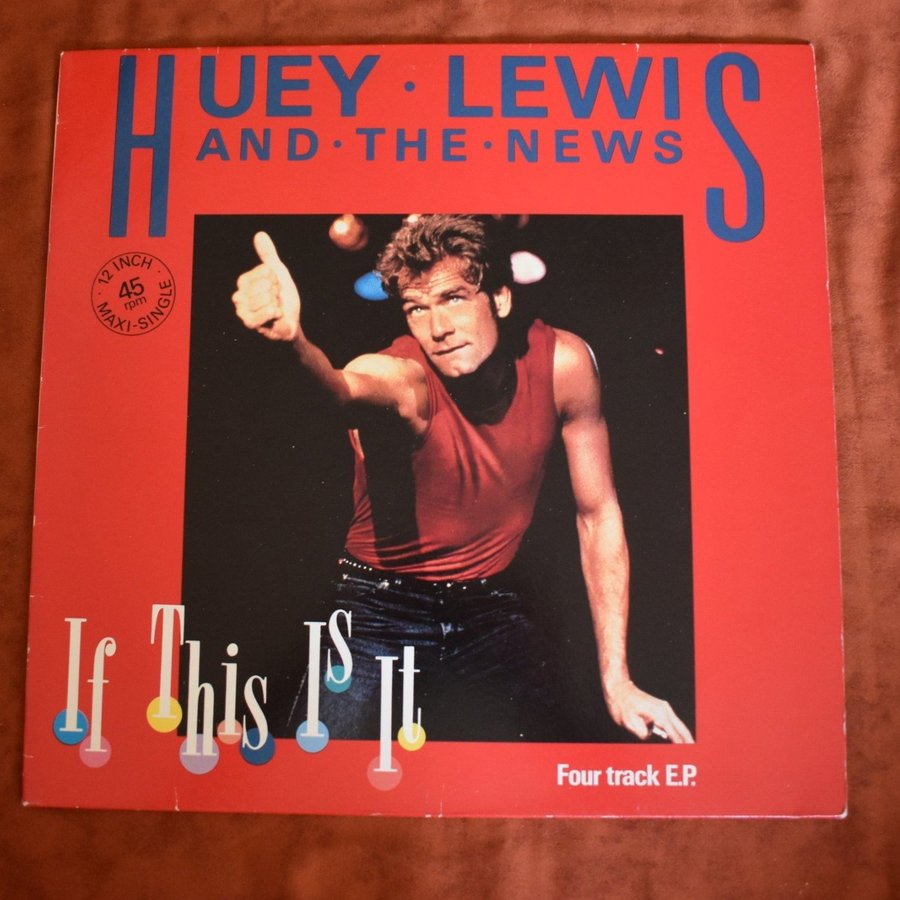 HUEY · LEWIS
AND · THE · NEWS
· 12 INCH ·
45
rpm
MAXI-SINGLE
If This Is It
Four track E.P.